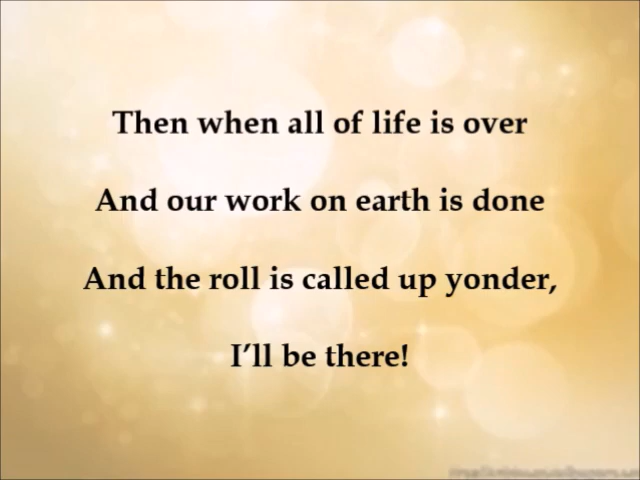 Then when all of life is over
And our work on earth is done
And the roll is called up yonder,
I’ll be there!